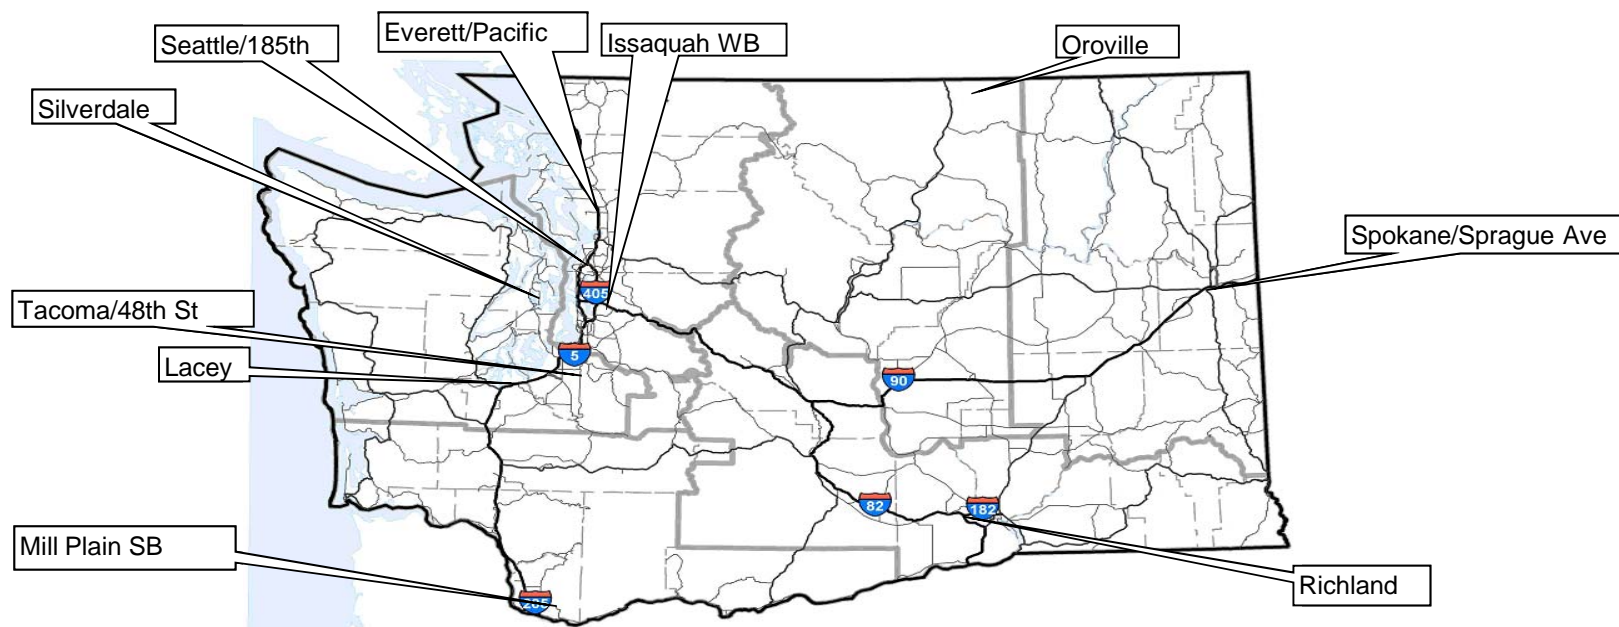 Everett/Pacific
Seattle/185th
Issaquah WB
Oroville
Silverdale
Spokane/Sprague Ave
405
Tacoma/48th St
5
Lacey
90
82
182
Mill Plain SB
Richland
205